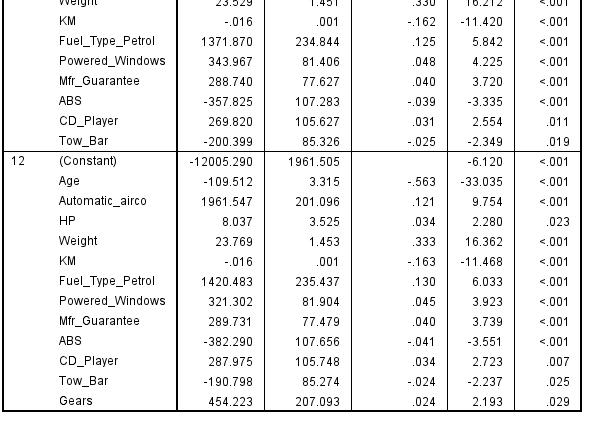 Weight 23.529 1.451 .330 16.212 <.001
KM -.016 .001 -.162 -11.420 <.001
Fuel_Type_Petrol 1371.870 234.844 .125 5.842 <.001
Powered_Windows 343.967 81.406 .048 4.225 <.001
Mfr_Guarantee 288.740 77.627 .040 3.720 <.001
ABS -357.825 107.283 -.039 -3.335 <.001
CD_Player 269.820 105.627 .031 2.554 .011
Tow_Bar -200.399 85.326 -.025 -2.349 .019
12 (Constant) -12005.290 1961.505 -6.120 <.001
Age -109.512 3.315 -.563 -33.035 <.001
Automatic_airco 1961.547 201.096 .121 9.754 <.001
HP 8.037 3.525 .034 2.280 .023
Weight 23.769 1.453 .333 16.362 <.001
KM -.016 .001 -.163 -11.468 <.001
Fuel_Type_Petrol 1420.483 235.437 .130 6.033 <.001
Powered_Windows 321.302 81.904 .045 3.923 <.001
Mfr_Guarantee 289.731 77.479 .040 3.739 <.001
ABS -382.290 107.656 -.041 -3.551 <.001
CD_Player 287.975 105.748 .034 2.723 .007
Tow_Bar -190.798 85.274 -.024 -2.237 .025
Gears 454.223 207.093 .024 2.193 .029